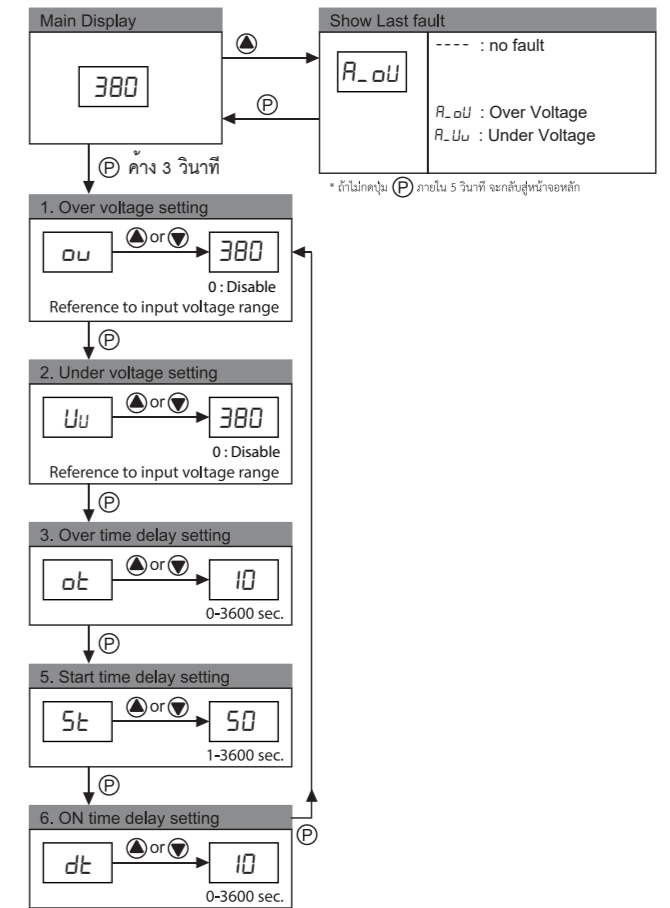 Main Display
380
Ⓟ ค้าง 3 วินาที
Ⓟ
Show Last fault
A_oU
---- : no fault
A_oU : Over Voltage
A_Uu : Under Voltage
* ถ้าไม่กดปุ่ม Ⓟ ภายใน 5 วินาที จะกลับสู่หน้าจอหลัก
1. Over voltage setting
ou
or
380
0 : Disable
Reference to input voltage range
Ⓟ
2. Under voltage setting
Uu
or
380
0 : Disable
Reference to input voltage range
Ⓟ
3. Over time delay setting
ot
or
10
0-3600 sec.
Ⓟ
5. Start time delay setting
St
or
50
1-3600 sec.
Ⓟ
6. ON time delay setting
dt
or
10
0-3600 sec.
Ⓟ